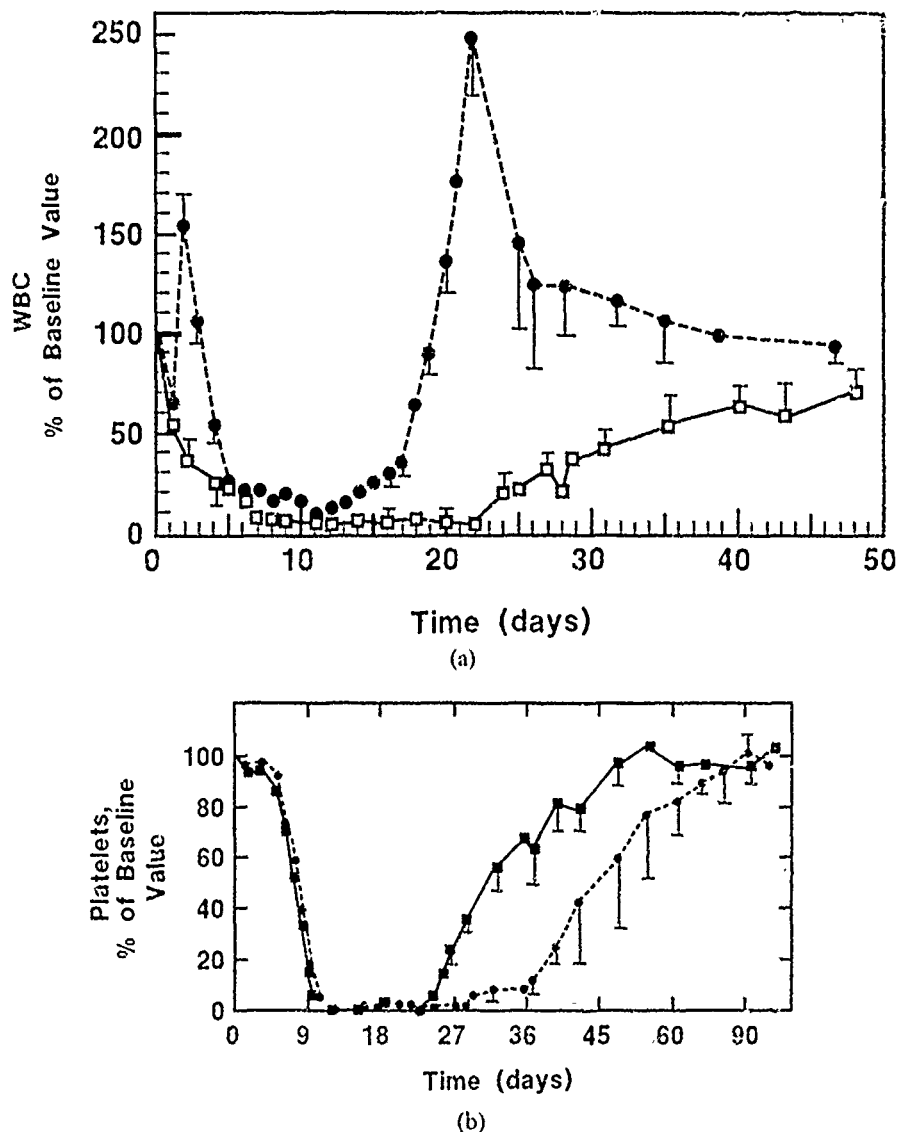 250
200
150
100
50
0
WBC
% of Baseline Value
0 10 20 30 40 50
Time (days)
(a)
100
80
60
40
20
0
Platelets,
% of Baseline
Value
0 9 18 27 36 45 60 90
Time (days)
(b)